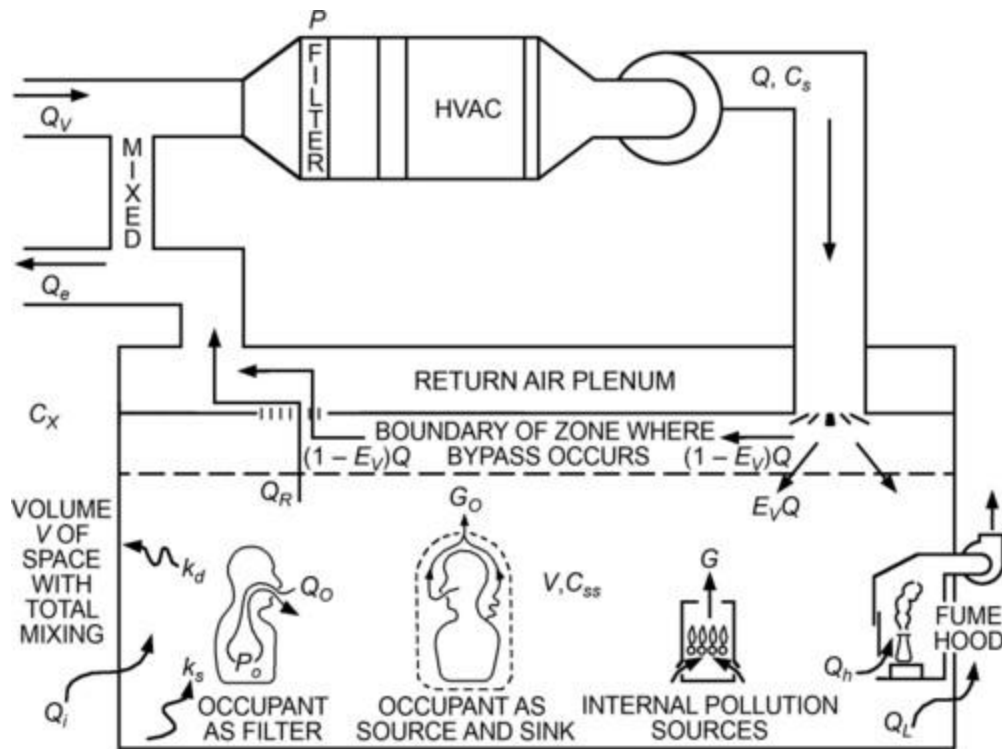 P
FILTER
HVAC
Q, C_s
Q_V
MIXED
Q_e
RETURN AIR PLENUM
C_X
BOUNDARY OF ZONE WHERE
(1 – E_V)Q BYPASS OCCURS (1 – E_V)Q
Q_R
G_O
E_VQ
VOLUME
V OF
SPACE
WITH
TOTAL
MIXING
k_d
Q_O
V,C_ss
G
P_o
k_s
Q_i
OCCUPANT
AS FILTER
OCCUPANT AS
SOURCE AND SINK
INTERNAL POLLUTION
SOURCES
Q_h
FUME
HOOD
Q_L